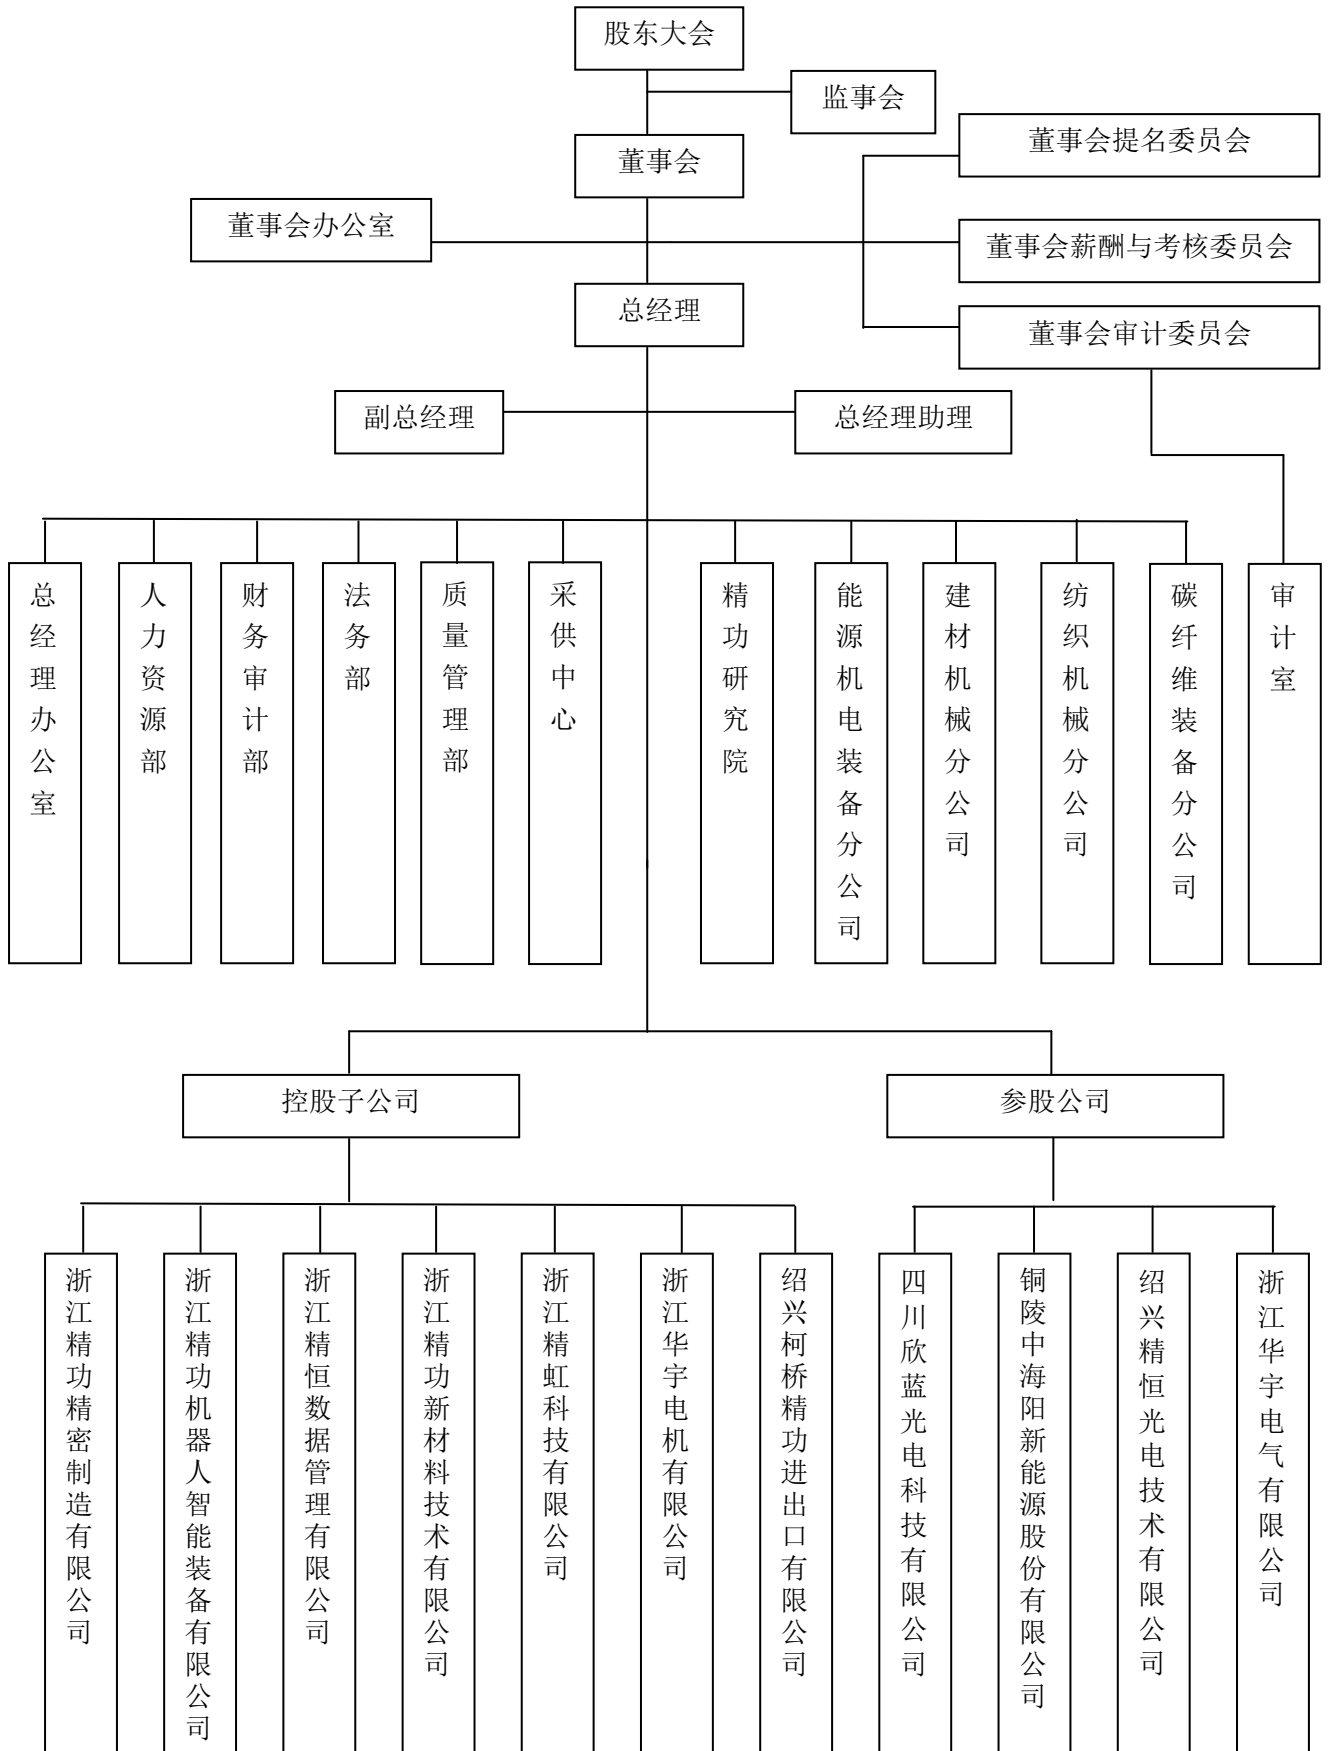 股东大会
监事会
董事会
董事会提名委员会
董事会办公室
董事会薪酬与考核委员会
总经理
董事会审计委员会
副总经理
总经理助理
总经理办公室
人力资源部
财务审计部
法务部
质量管理部
采供中心
精功研究院
能源机电装备分公司
建材机械分公司
纺织机械分公司
碳纤维装备分公司
审计室
控股子公司
参股公司
浙江精功精密制造有限公司
浙江精功机器人智能装备有限公司
浙江精恒数据管理有限公司
浙江精功新材料技术有限公司
浙江精虹科技有限公司
浙江华宇电机有限公司
绍兴柯桥精功进出口有限公司
四川欣蓝光电科技有限公司
铜陵中海阳新能源股份有限公司
绍兴精恒光电技术有限公司
浙江华宇电气有限公司